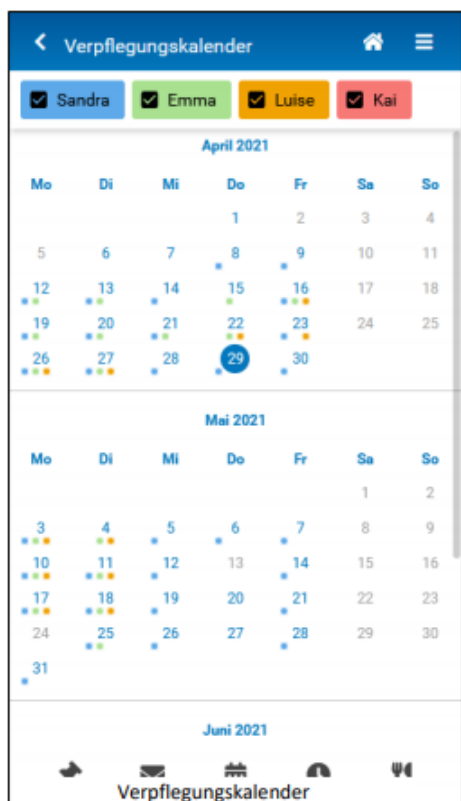 Verpflegungskalender
Sandra Emma Luise Kai
April 2021
Mo Di Mi Do Fr Sa So
1 2 3 4
5 6 7 8 9 10 11
12 13 14 15 16 17 18
19 20 21 22 23 24 25
26 27 28 29 30
Mai 2021
Mo Di Mi Do Fr Sa So
1 2
3 4 5 6 7 8 9
10 11 12 13 14 15 16
17 18 19 20 21 22 23
24 25 26 27 28 29 30
31
Juni 2021
Verpflegungskalender